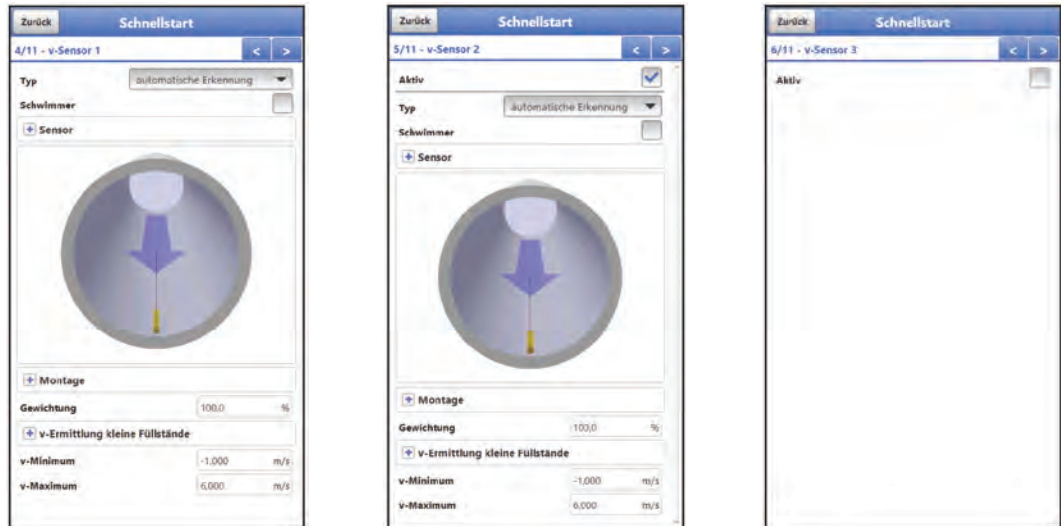 Zurück Schnellstart
4/11 - v-Sensor 1 < >
Typ automatische Erkennung
Schwimmer
+ Sensor
+ Montage
Gewichtung 100,0 %
+ v-Ermittlung kleine Füllstände
v-Minimum -1,000 m/s
v-Maximum 6,000 m/s
Zurück Schnellstart
5/11 - v-Sensor 2 < >
Aktiv
Typ automatische Erkennung
Schwimmer
+ Sensor
+ Montage
Gewichtung 100,0 %
+ v-Ermittlung kleine Füllstände
v-Minimum -1,000 m/s
v-Maximum 6,000 m/s
Zurück Schnellstart
6/11 - v-Sensor 3 < >
Aktiv